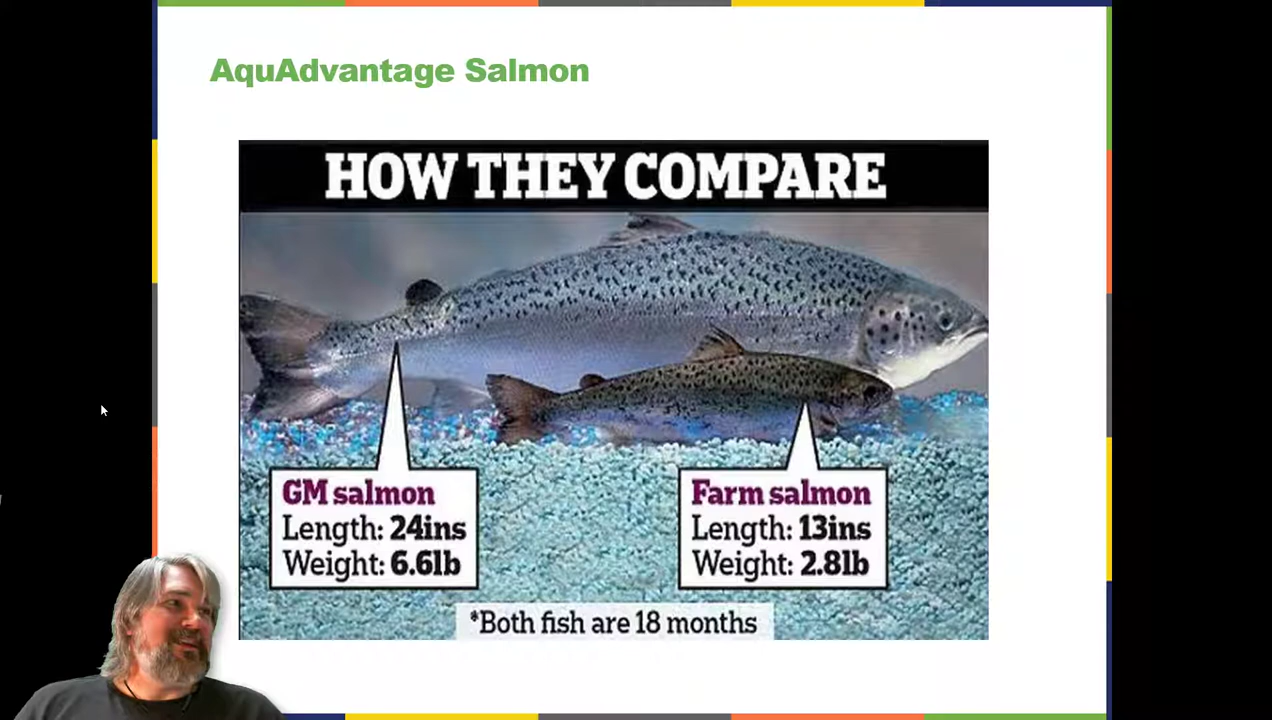 AquAdvantage Salmon
HOW THEY COMPARE
GM salmon
Length: 24ins
Weight: 6.6lb
Farm salmon
Length: 13ins
Weight: 2.8lb
*Both fish are 18 months